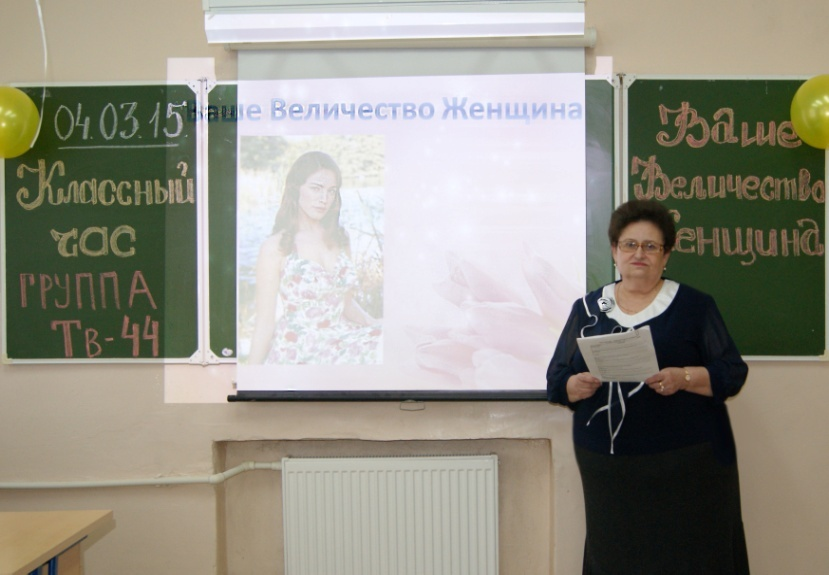 04.03.15
Классный
час
ГРУППА
Тв-44
Ваше Величество Женщина
Ваше
Величество
Женщина